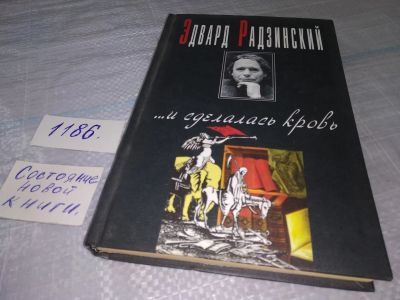 Эдвард Радзинский
...и сделалась кровь
1186.
Состояние
новой
книги.